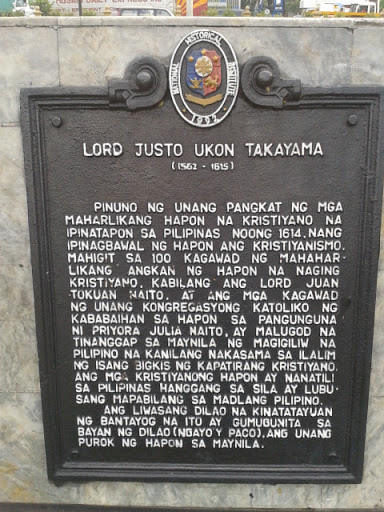 NATIONAL HISTORICAL INSTITUTE
1992
LORD JUSTO UKON TAKAYAMA
(1562 - 1615)
PINUNO NG UNANG PANGKAT NG MGA
MAHARLIKANG HAPON NA KRISTIYANO NA
IPINATAPON SA PILIPINAS NOONG 1614, NANG
IPINAGBAWAL NG HAPON ANG KRISTIYANISMO.
MAHIGIT SA 100 KAGAWAD NG MAHAHAR-
LIKANG ANGKAN NG HAPON NA NAGING
KRISTIYANO, KABILANG ANG LORD JUAN
TOKUAN NAITO, AT ANG MGA KAGAWAD
NG UNANG KONGREGASYONG KATOLIKO NG
KABABAIHAN SA HAPON SA PANGUNGUNA
NI PRIYORA JULIA NAITO, AY MALUGOD NA
TINANGGAP SA MAYNILA NG MAGIGILIW NA
PILIPINO NA KANILANG NAKASAMA SA ILALIM
NG ISANG BIGKIS NG KAPATIRANG KRISTIYANO.
ANG MGA KRISTIYANONG HAPON AY NANATILI
SA PILIPINAS HANGGANG SA SILA AY LUBU-
SANG MAPABILANG SA MADLANG PILIPINO.
ANG LIWASANG DILAO NA KINATATAYUAN
NG BANTAYOG NA ITO AY GUMUGUNITA SA
BAYAN NG DILAO (NGAYO'Y PACO), ANG UNANG
PUROK NG HAPON SA MAYNILA.